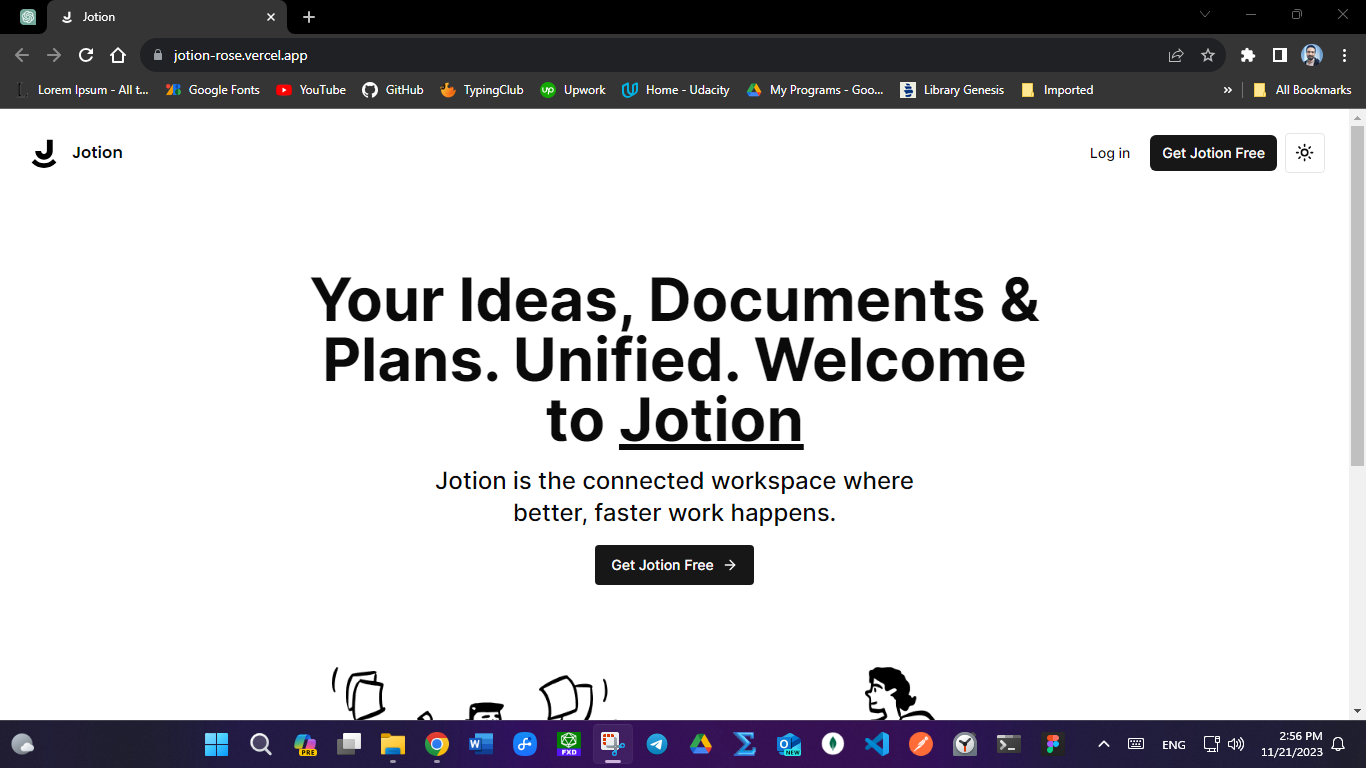 Jotion
jotion-rose.vercel.app
Lorem Ipsum - All t...
Google Fonts
YouTube
GitHub
TypingClub
up
Upwork
Home - Udacity
My Programs - Goo...
Library Genesis
Imported
»
All Bookmarks
Jotion
Log in
Get Jotion Free
Your Ideas, Documents &
Plans. Unified. Welcome
to Jotion
Jotion is the connected workspace where
better, faster work happens.
Get Jotion Free →
PRE
W
FXD
NEW
ENG
2:56 PM
11/21/2023